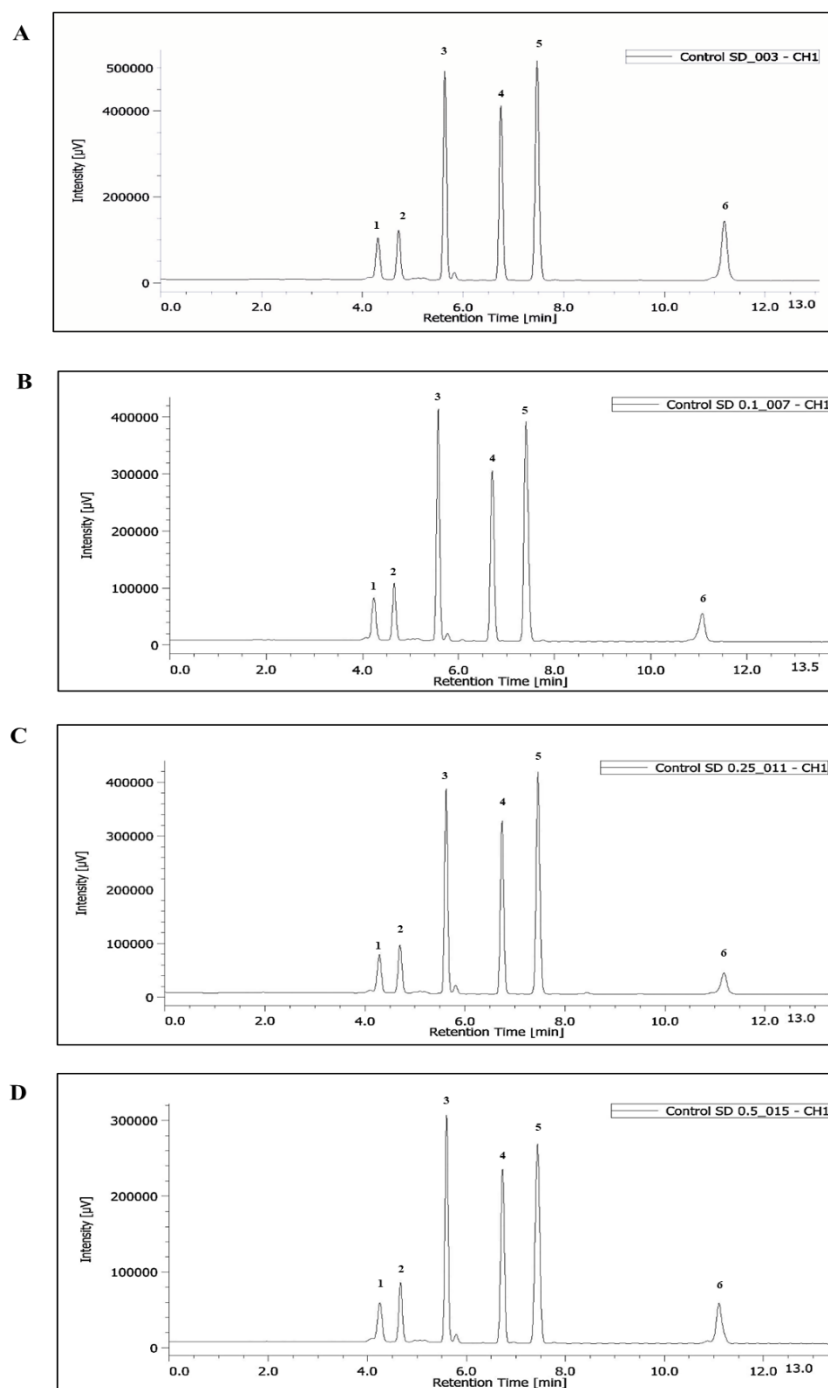 A
Control SD_003 - CH1
Intensity [µV]
500000
400000
200000
0
1 2 3 4 5 6
0.0 2.0 4.0 6.0 8.0 10.0 12.0 13.0
Retention Time [min]
B
Control SD 0.1_007 - CH1
Intensity [µV]
400000
300000
200000
100000
0
1 2 3 4 5 6
0.0 2.0 4.0 6.0 8.0 10.0 12.0 13.5
Retention Time [min]
C
Control SD 0.25_011 - CH1
Intensity [µV]
400000
300000
200000
100000
0
1 2 3 4 5 6
0.0 2.0 4.0 6.0 8.0 10.0 12.0 13.0
Retention Time [min]
D
Control SD 0.5_015 - CH1
Intensity [µV]
300000
200000
100000
0
1 2 3 4 5 6
0.0 2.0 4.0 6.0 8.0 10.0 12.0 13.0
Retention Time [min]